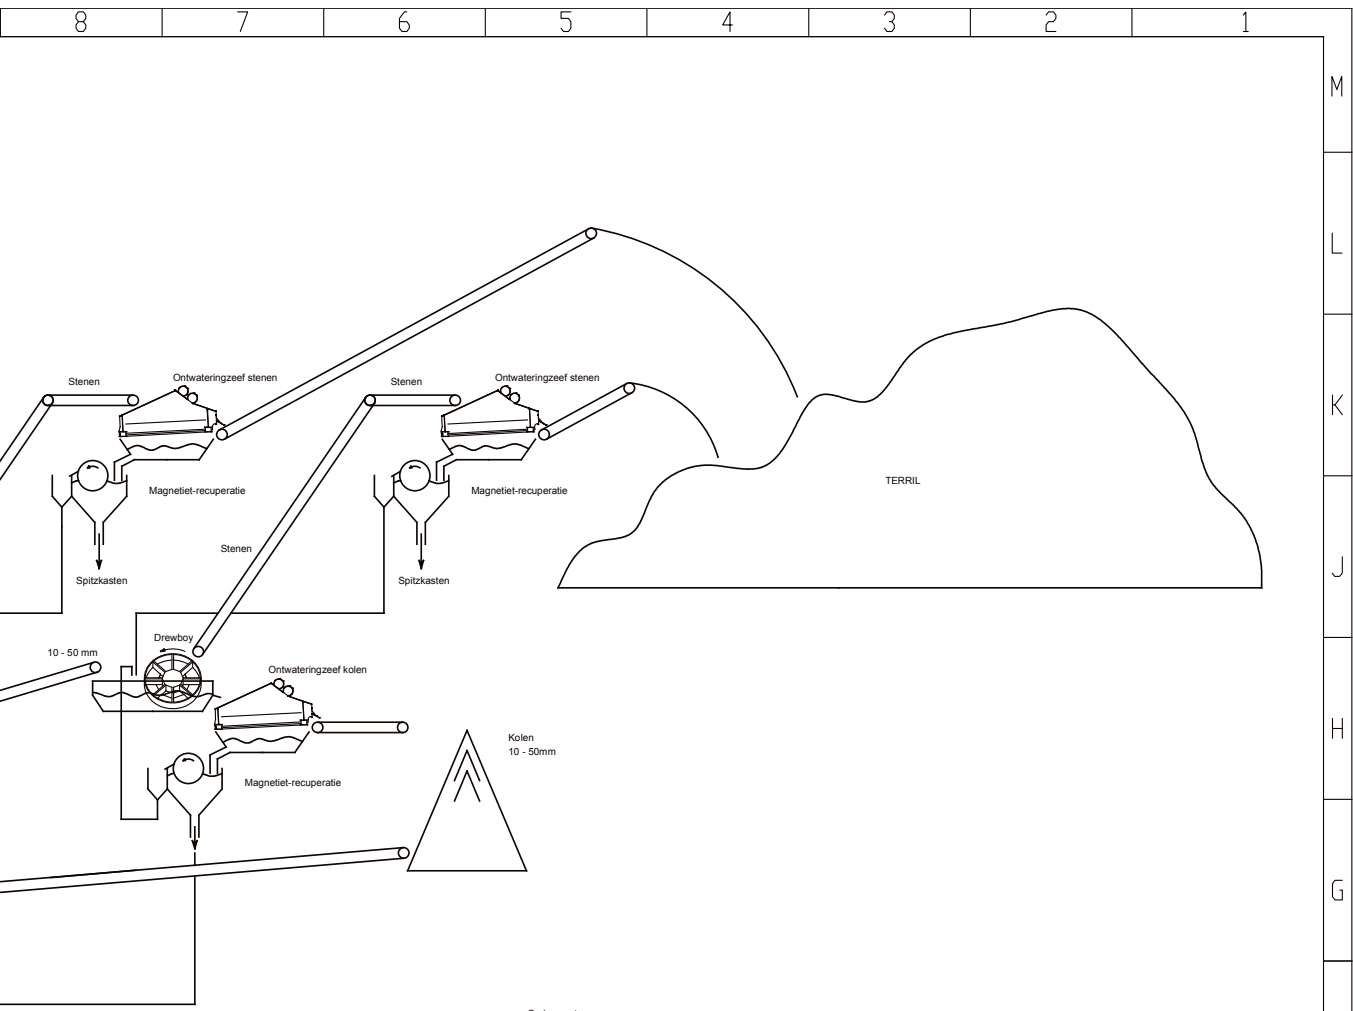 8 7 6 5 4 3 2 1
M
L
K
J
H
G
Stenen
Ontwateringzeef stenen
Stenen
Ontwateringzeef stenen
Magnetiet-recuperatie
Magnetiet-recuperatie
TERRIL
Stenen
Spitzkasten
Spitzkasten
Drewboy
10 - 50 mm
Ontwateringzeef kolen
Kolen
10 - 50mm
Magnetiet-recuperatie